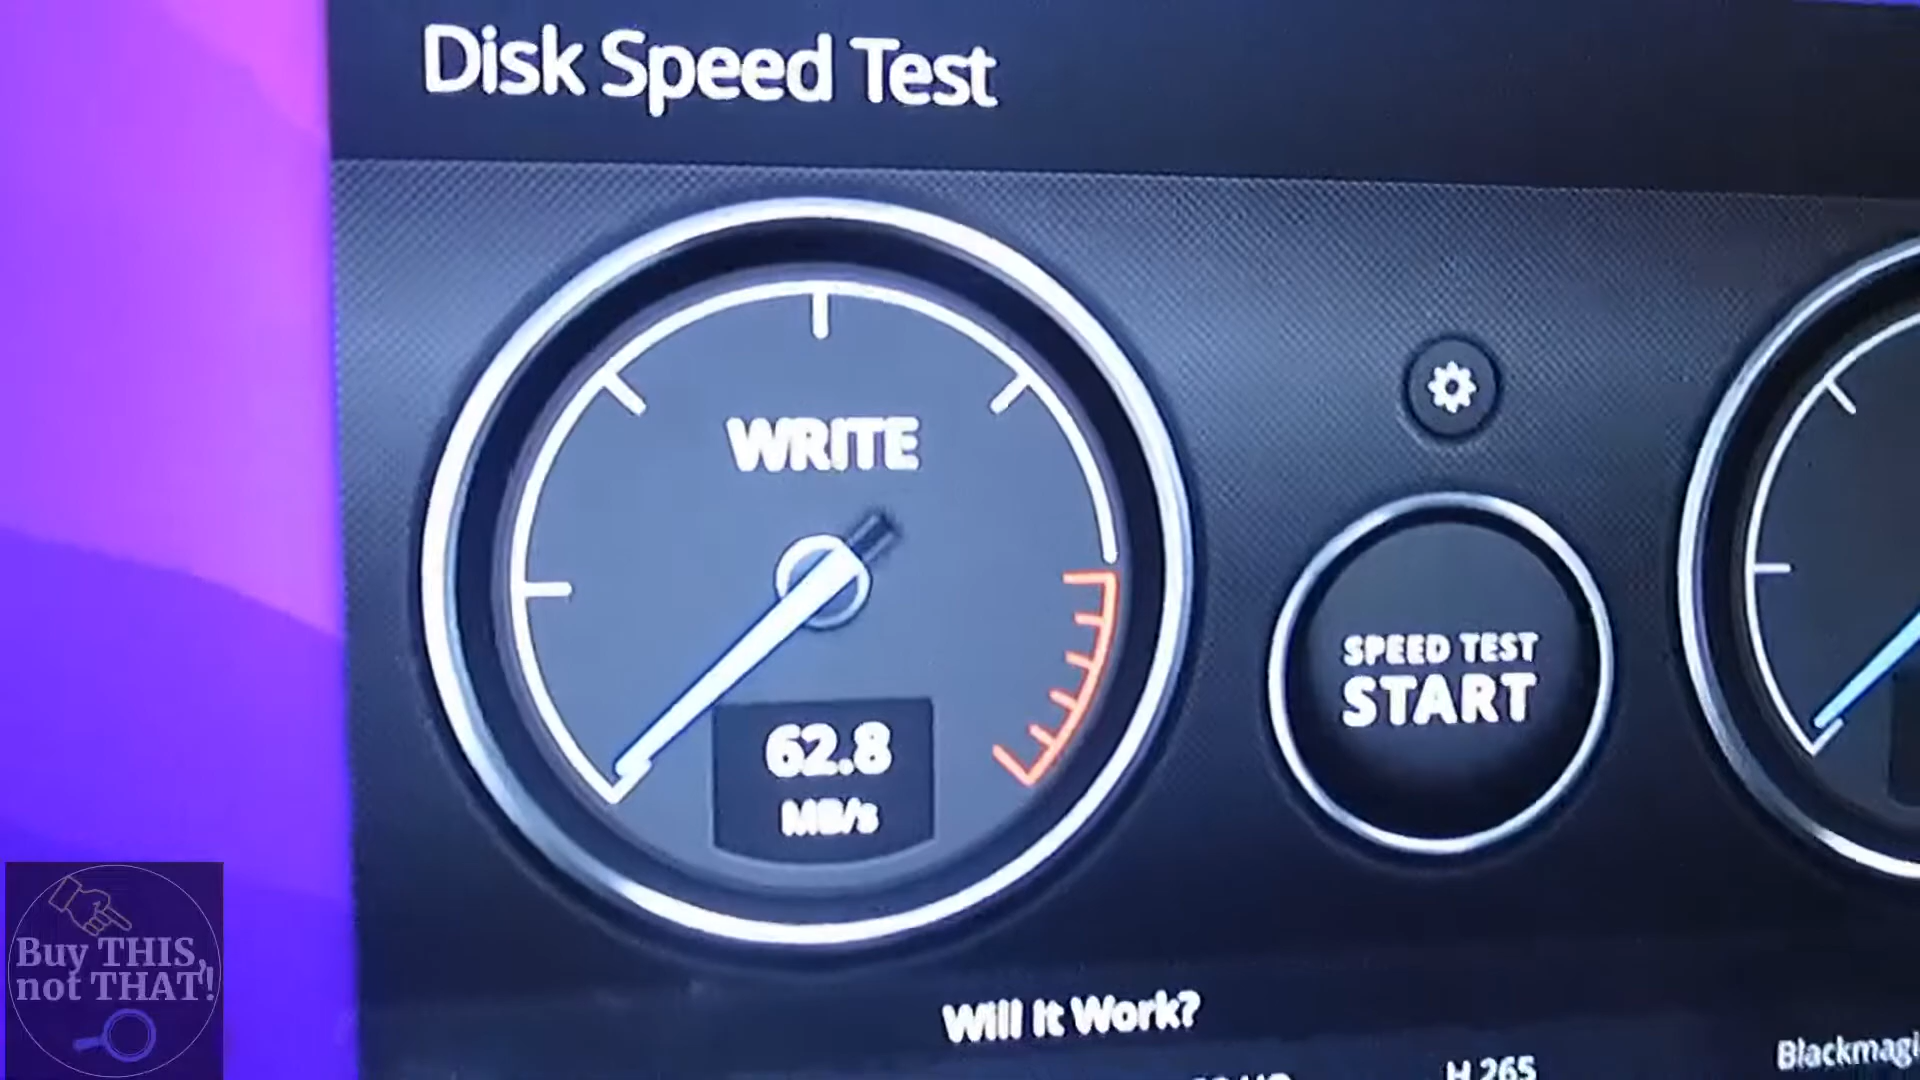 Disk Speed Test
WRITE
62.8
MB/s
SPEED TEST
START
Will It Work?
H.265
Buy THIS,
not THAT!